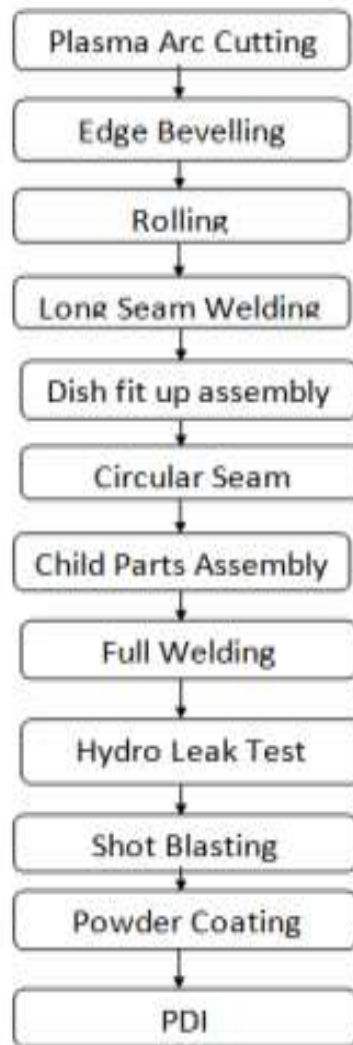 Plasma Arc Cutting
Edge Bevelling
Rolling
Long Seam Welding
Dish fit up assembly
Circular Seam
Child Parts Assembly
Full Welding
Hydro Leak Test
Shot Blasting
Powder Coating
PDI